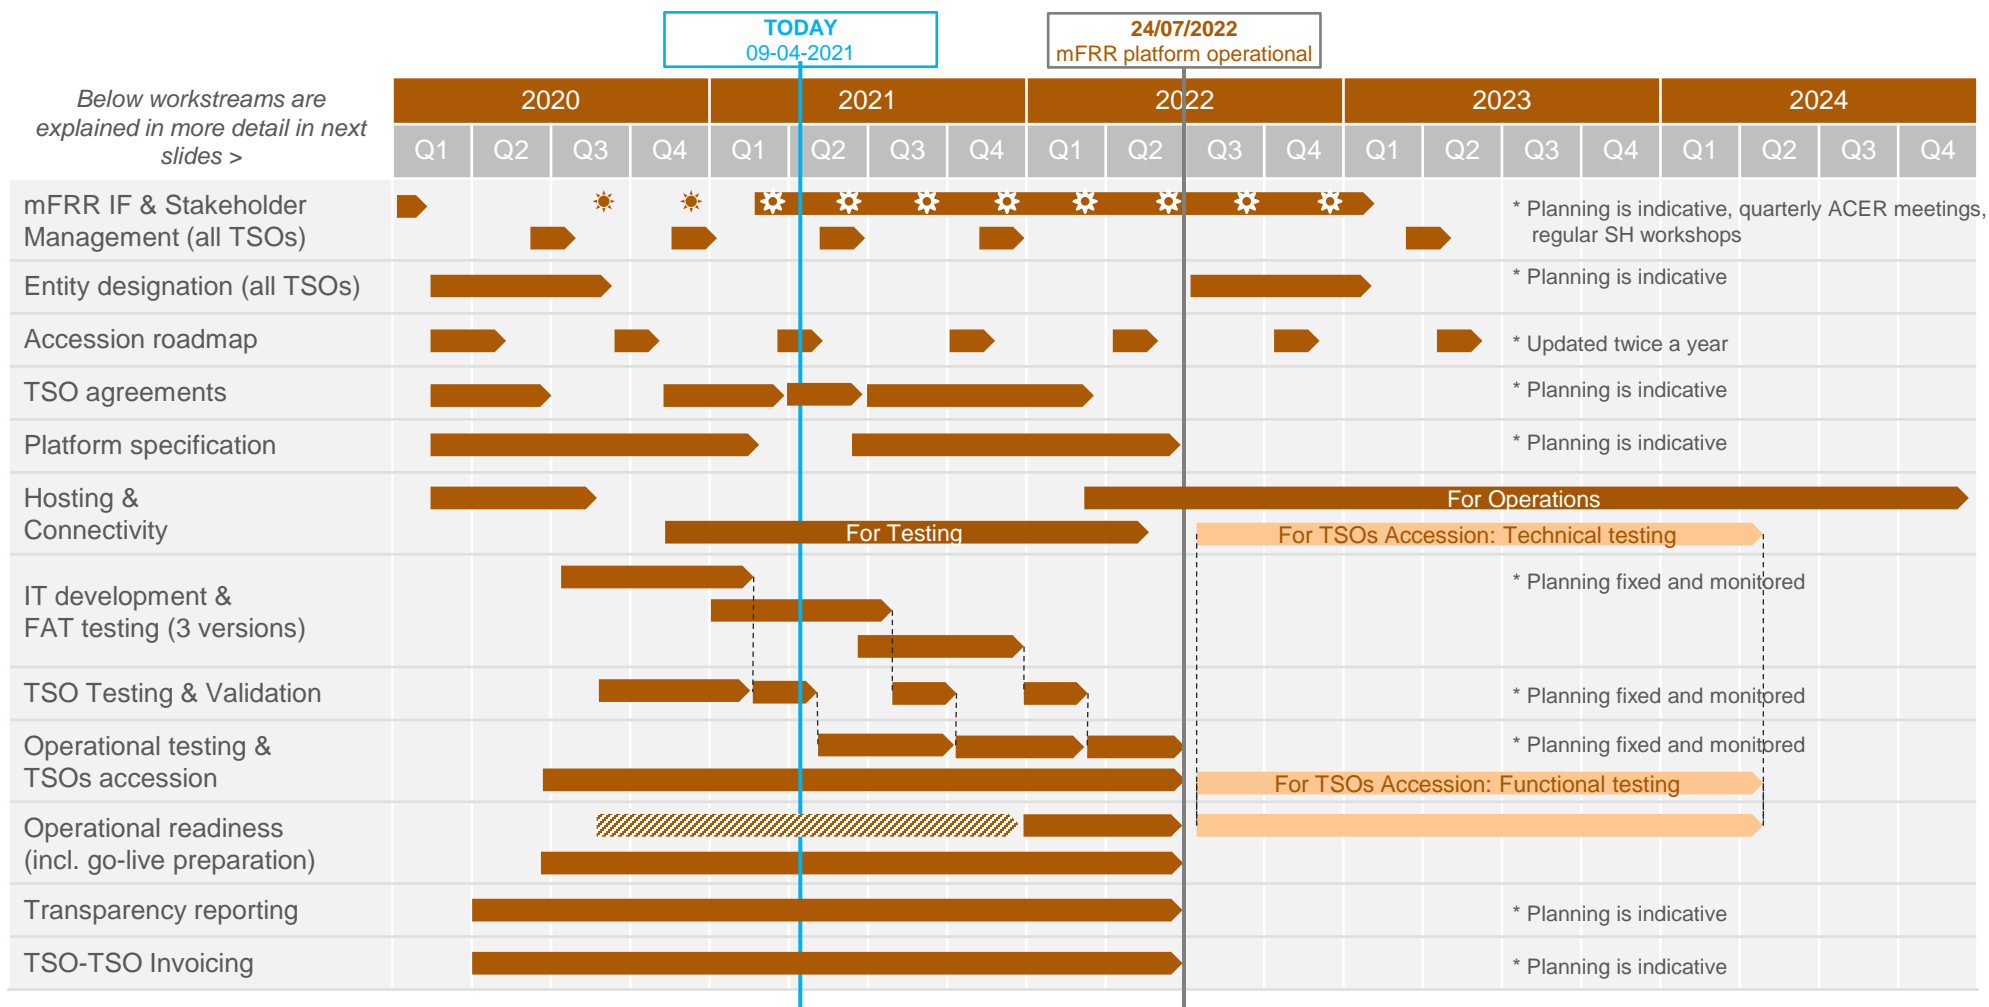 TODAY
09-04-2021
24/07/2022
mFRR platform operational
Below workstreams are
explained in more detail in next
slides >
2020
2021
2022
2023
2024
Q1
Q2
Q3
Q4
Q1
Q2
Q3
Q4
Q1
Q2
Q3
Q4
Q1
Q2
Q3
Q4
Q1
Q2
Q3
Q4
mFRR IF & Stakeholder
Management (all TSOs)
* Planning is indicative, quarterly ACER meetings,
regular SH workshops
Entity designation (all TSOs)
* Planning is indicative
Accession roadmap
* Updated twice a year
TSO agreements
* Planning is indicative
Platform specification
* Planning is indicative
Hosting &
Connectivity
For Operations
For Testing
For TSOs Accession: Technical testing
IT development &
FAT testing (3 versions)
* Planning fixed and monitored
TSO Testing & Validation
* Planning fixed and monitored
Operational testing &
TSOs accession
* Planning fixed and monitored
For TSOs Accession: Functional testing
Operational readiness
(incl. go-live preparation)
Transparency reporting
* Planning is indicative
TSO-TSO Invoicing
* Planning is indicative